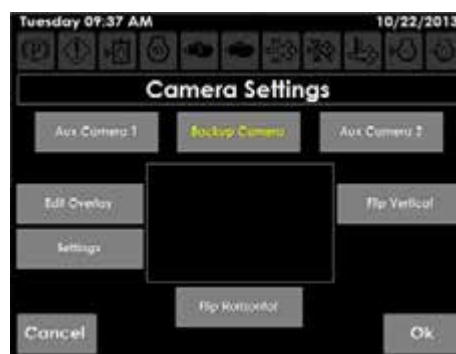 Tuesday 09:37 AM 10/22/2013
Camera Settings
Aux Camera 1 Backup Camera Aux Camera 2
Edit Overlay Flip Vertical
Settings
Flip Horizontal
Cancel Ok